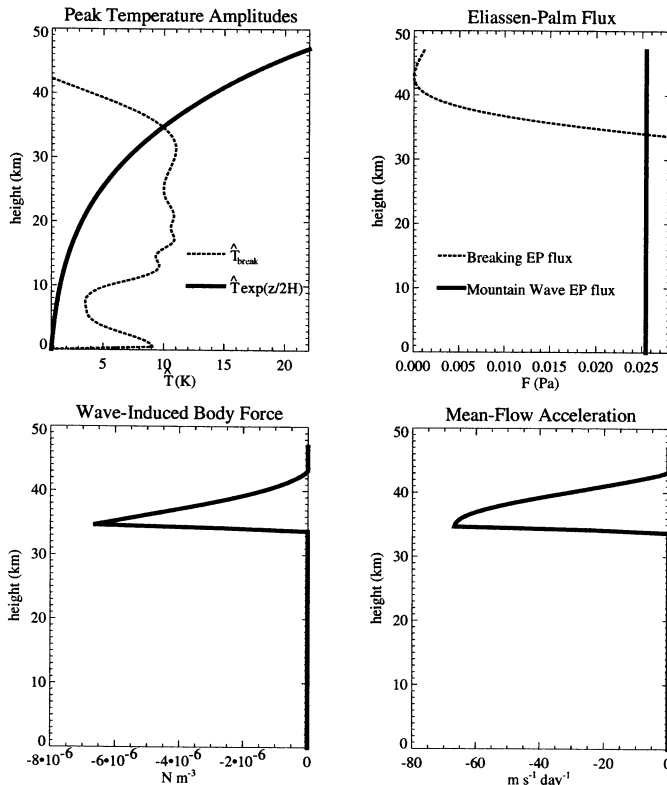 Peak Temperature Amplitudes
50
40
30
20
10
0
height (km)
T̂break
T̂exp(z/2H)
5
10
15
20
T̂(K)
Eliassen-Palm Flux
50
40
30
20
10
0
height (km)
Breaking EP flux
Mountain Wave EP flux
0.000
0.005
0.010
0.015
0.020
0.025
F (Pa)
Wave-Induced Body Force
50
40
30
20
10
0
height (km)
-8•10⁻⁶
-6•10⁻⁶
-4•10⁻⁶
-2•10⁻⁶
0
N m⁻³
Mean-Flow Acceleration
50
40
30
20
10
0
height (km)
-80
-60
-40
-20
0
m s⁻¹ day⁻¹